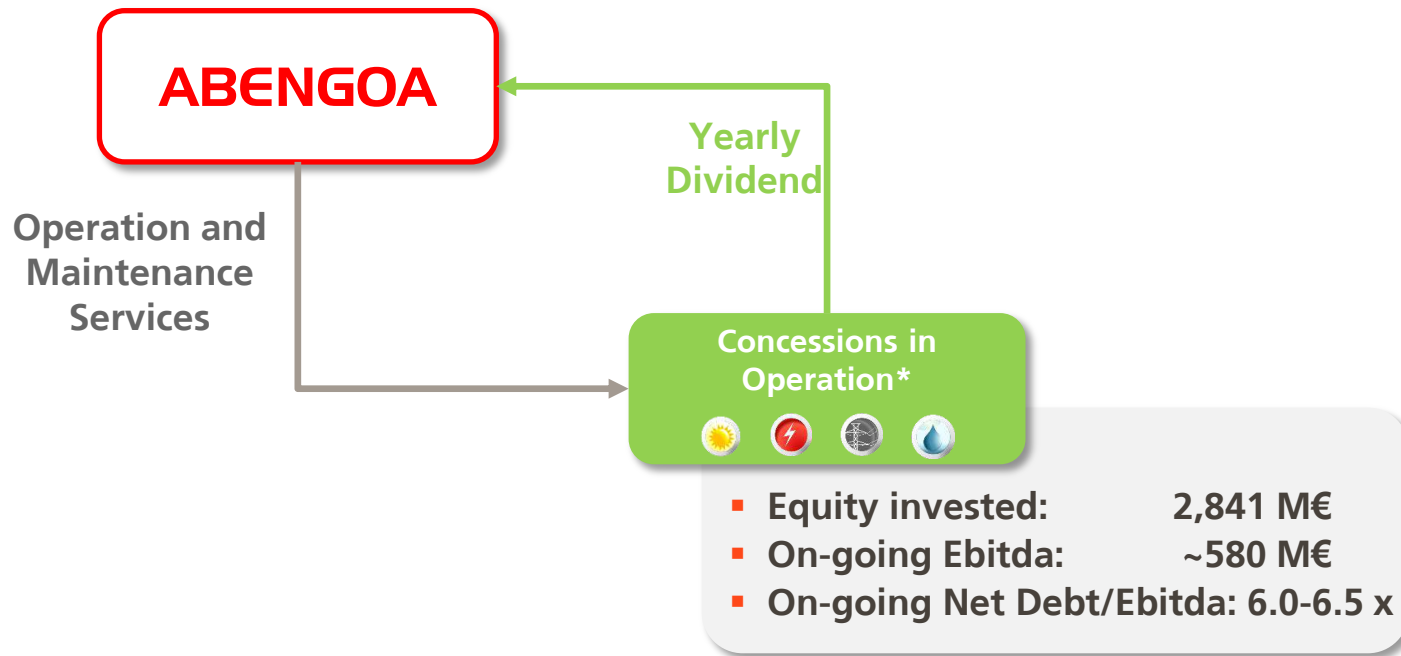 ABENGOA
Yearly
Dividend
Operation and
Maintenance
Services
Concessions in
Operation*
▪ Equity invested: 2,841 M€
▪ On-going Ebitda: ~580 M€
▪ On-going Net Debt/Ebitda: 6.0-6.5 x